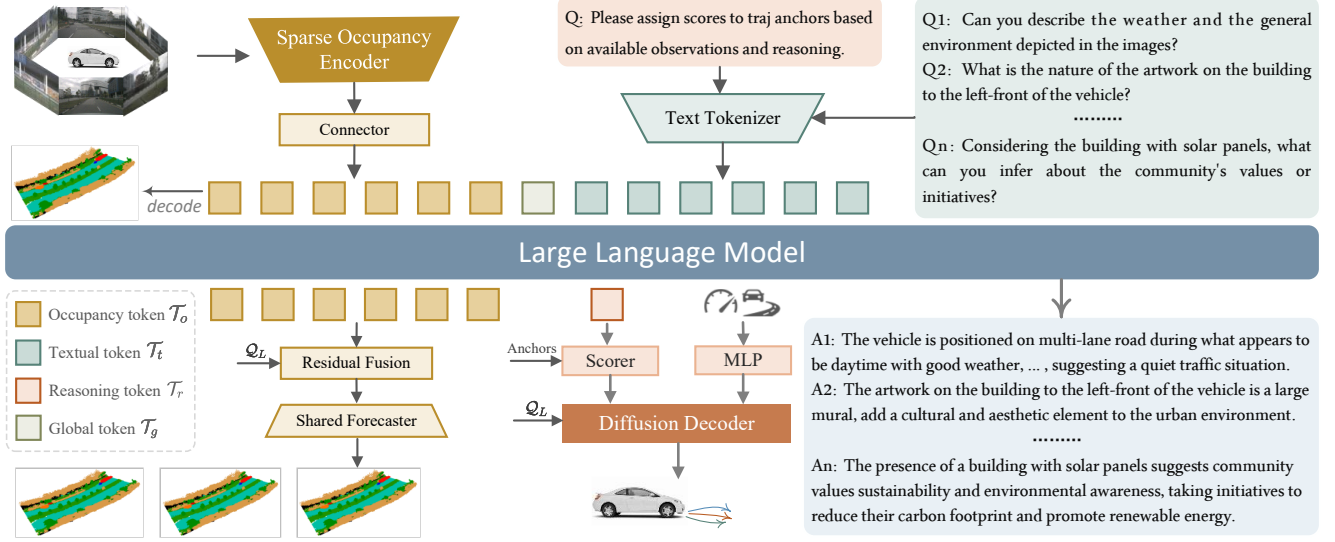 Sparse Occupancy
Encoder
Connector
decode
Q: Please assign scores to traj anchors based
on available observations and reasoning.
Text Tokenizer
Q1: Can you describe the weather and the general
environment depicted in the images?
Q2: What is the nature of the artwork on the building
to the left-front of the vehicle?
.........
Qn: Considering the building with solar panels, what
can you infer about the community's values or
initiatives?
Large Language Model
Occupancy token 𝒯ₒ
Textual token 𝒯ₜ
Reasoning token 𝒯ᵣ
Global token 𝒯_g
𝒬_L
Residual Fusion
Shared Forecaster
Anchors
Scorer
MLP
𝒬_L
Diffusion Decoder
A1: The vehicle is positioned on multi-lane road during what appears to
be daytime with good weather, ... , suggesting a quiet traffic situation.
A2: The artwork on the building to the left-front of the vehicle is a large
mural, add a cultural and aesthetic element to the urban environment.
.........
An: The presence of a building with solar panels suggests community
values sustainability and environmental awareness, taking initiatives to
reduce their carbon footprint and promote renewable energy.